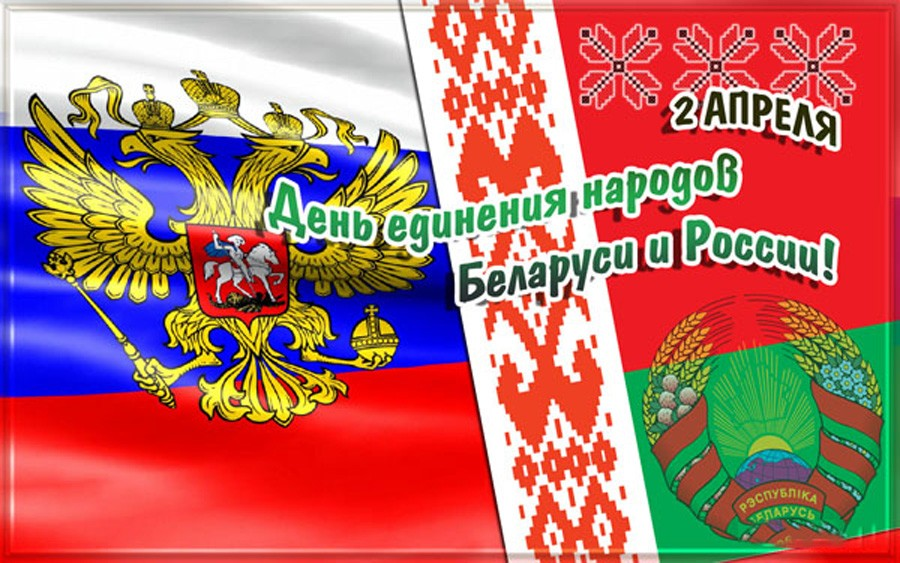 2 АПРЕЛЯ
День единения народов
Беларуси и России!
РЭСПУБЛІКА
БЕЛАРУСЬ